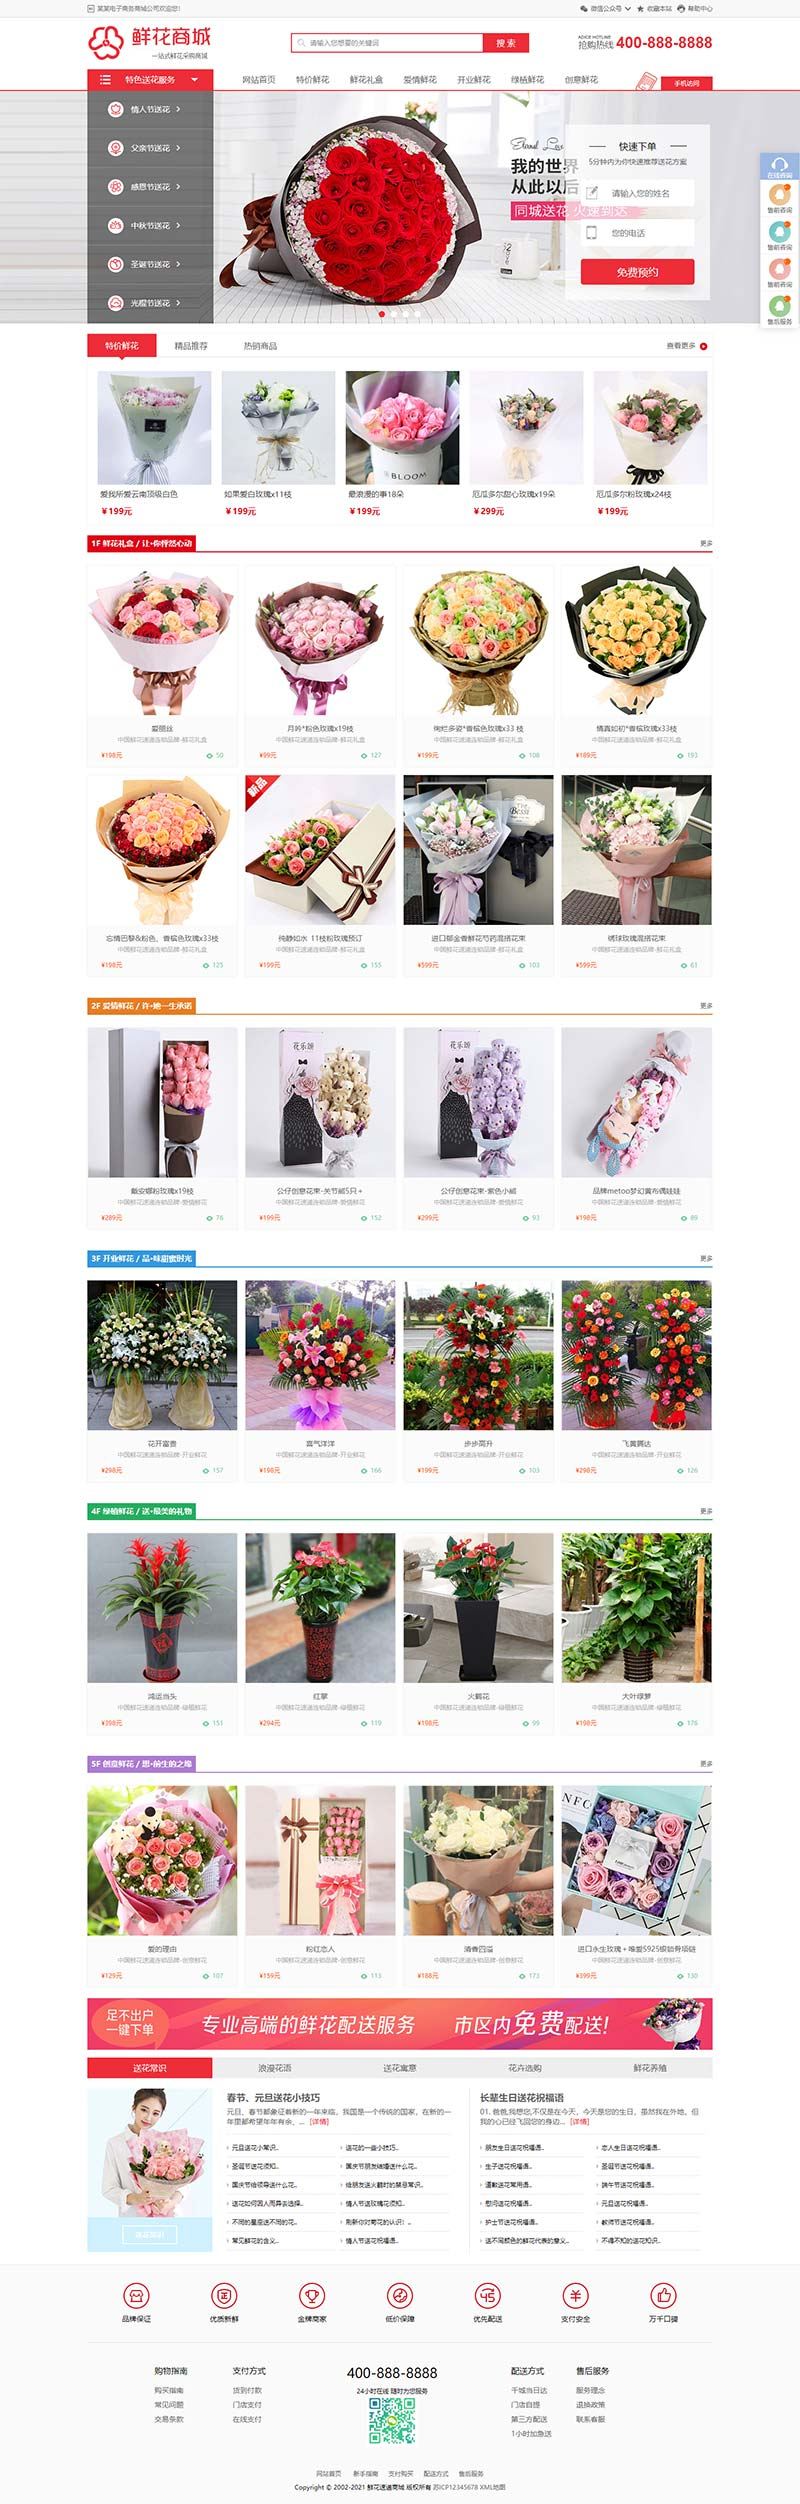 某某电子商务商城公司欢迎您！
微信公众号 收藏本站 帮助中心
鲜花商城
一站式鲜花采购商城
请输入您想要的关键词 搜 索
抢购热线 400-888-8888
特色送花服务 网站首页 特价鲜花 鲜花礼盒 爱情鲜花 开业鲜花 绿植鲜花 创意鲜花 手机访问
情人节送花
父亲节送花
感恩节送花
中秋节送花
圣诞节送花
光棍节送花
Eternal Love
我的世界
从此以后
同城送花 火速到达
快速下单
5分钟内为你快速推荐送花方案
请输入您的姓名
您的电话
免费预约
在线咨询
售前咨询
售前咨询
售前咨询
售后服务
特价鲜花 精品推荐 热销商品 查看更多
BLOOM
爱我所爱云南顶级白色 如果爱白玫瑰x11枝 最浪漫的事18朵 厄瓜多尔甜心玫瑰x19朵 厄瓜多尔粉玫瑰x24枝
¥199元 ¥199元 ¥199元 ¥299元 ¥199元
1F 鲜花礼盒 / 让-你怦然心动 更多
爱丽丝 月吟*粉色玫瑰x19枝 绚烂多姿*香槟色玫瑰x33 枝 情真如初*香槟玫瑰x33枝
中国鲜花速递连锁品牌-鲜花礼盒 中国鲜花速递连锁品牌-鲜花礼盒 中国鲜花速递连锁品牌-鲜花礼盒 中国鲜花速递连锁品牌-鲜花礼盒
¥198元 50 ¥99元 127 ¥199元 108 ¥189元 193
新品
忘情巴黎&粉色、香槟色玫瑰x33枝 纯静如水 11枝粉玫瑰预订 进口郁金香鲜花芍药混搭花束 绣球玫瑰混搭花束
中国鲜花速递连锁品牌-鲜花礼盒 中国鲜花速递连锁品牌-鲜花礼盒 中国鲜花速递连锁品牌-鲜花礼盒 中国鲜花速递连锁品牌-鲜花礼盒
¥198元 125 ¥199元 155 ¥599元 103 ¥599元 61
2F 爱情鲜花 / 许-她一生承诺 更多
戴安娜粉玫瑰x19枝 公仔创意花束-关节熊5只+ 公仔创意花束-紫色小熊 品牌metoo梦幻黄布偶娃娃
中国鲜花速递连锁品牌-爱情鲜花 中国鲜花速递连锁品牌-爱情鲜花 中国鲜花速递连锁品牌-爱情鲜花 中国鲜花速递连锁品牌-爱情鲜花
¥289元 76 ¥199元 152 ¥299元 93 ¥198元 89
3F 开业鲜花 / 品-味甜蜜时光 更多
花开富贵 喜气洋洋 步步高升 飞黄腾达
中国鲜花速递连锁品牌-开业鲜花 中国鲜花速递连锁品牌-开业鲜花 中国鲜花速递连锁品牌-开业鲜花 中国鲜花速递连锁品牌-开业鲜花
¥298元 157 ¥198元 166 ¥199元 103 ¥298元 126
4F 绿植鲜花 / 送-最美的礼物 更多
鸿运当头 红掌 火鹤花 大叶绿萝
中国鲜花速递连锁品牌-绿植鲜花 中国鲜花速递连锁品牌-绿植鲜花 中国鲜花速递连锁品牌-绿植鲜花 中国鲜花速递连锁品牌-绿植鲜花
¥398元 151 ¥294元 119 ¥198元 99 ¥198元 176
5F 创意鲜花 / 想-前生的之缘 更多
爱的理由 粉红恋人 清香四溢 进口永生玫瑰+唯爱S925银锁骨项链
中国鲜花速递连锁品牌-创意鲜花 中国鲜花速递连锁品牌-创意鲜花 中国鲜花速递连锁品牌-创意鲜花 中国鲜花速递连锁品牌-创意鲜花
¥129元 107 ¥159元 113 ¥188元 173 ¥399元 130
足不出户
一键下单
专业高端的鲜花配送服务 市区内免费配送!
送花常识 浪漫花语 送花寓意 花卉选购 鲜花养殖
春节、元旦送花小技巧 长辈生日送花祝福语
元旦、春节都象征着新的一年来临，我国是一个传统的国家，在新的一年里都希望年年有余，... [详情]
01. 爸爸,我想您,不仅是在今天，今天是您的生日，虽然我在外地，但我的心已经飞回您的身边... [详情]
元旦送花小常识.. 送花的一些小技巧.. 朋友生日送花祝福语.. 恋人生日送花祝福语..
圣诞节送花须知.. 国庆节朋友结婚送什么花.. 生子送花祝福语.. 圣诞节送花祝福语..
国庆节给领导送什么花.. 给朋友送火鹤时的禁忌常识.. 道歉送花常用语.. 端午节送花祝福语..
送花如何因人而异去选择.. 情人节送玫瑰花须知.. 慰问送花祝福语.. 元旦送花祝福语..
不同的星座送不同的花.. 刷新你对菊花的认识！.. 护士节送花祝福语.. 教师节送花祝福语..
常见鲜花的含义.. 情人节送花祝福语.. 送不同颜色的鲜花代表的意义.. 不得不知的送花知识..
品牌保证 优质新鲜 金牌商家 低价保障 优先配送 支付安全 万千口碑
购物指南 支付方式 400-888-8888 配送方式 售后服务
购买指南 货到付款 24小时在线 随时为您服务 千城当日达 服务理念
常见问题 门店支付 门店自提 退换政策
交易条款 在线支付 第三方配送 联系客服
1小时加急送
网站首页 新手指南 支付购买 配送方式 售后服务
Copyright © 2002-2021 鲜花速递商城 版权所有 苏ICP12345678 XML地图